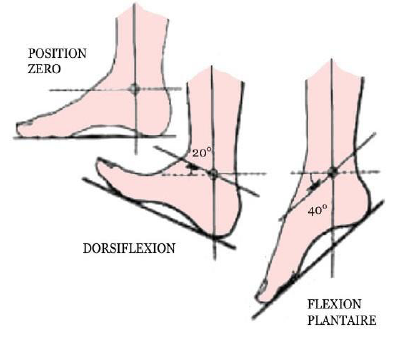 POSITION
ZERO
20°
DORSIFLEXION
40°
FLEXION
PLANTAIRE